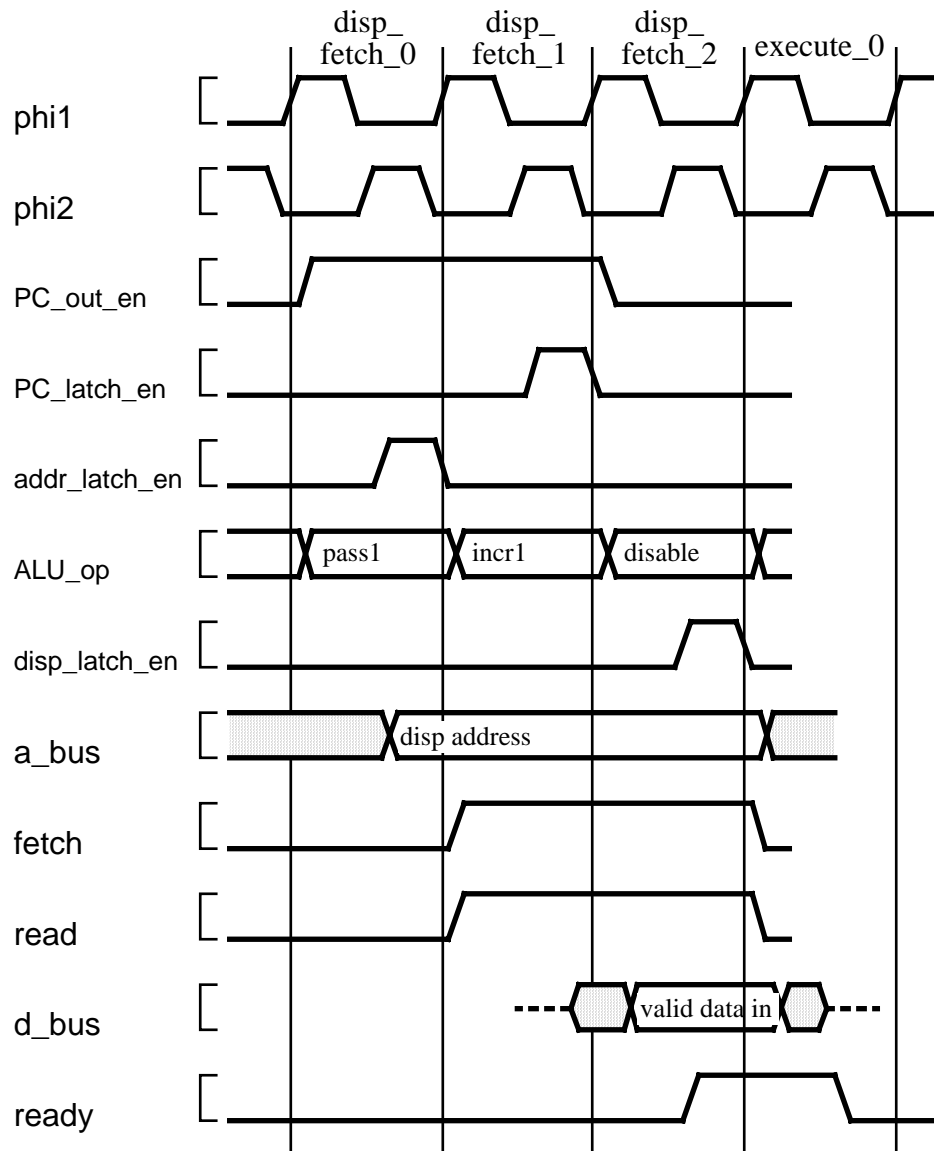 disp_
fetch_0
disp_
fetch_1
disp_
fetch_2
execute_0
phi1
phi2
PC_out_en
PC_latch_en
addr_latch_en
ALU_op
pass1
incr1
disable
disp_latch_en
a_bus
disp address
fetch
read
d_bus
valid data in
ready